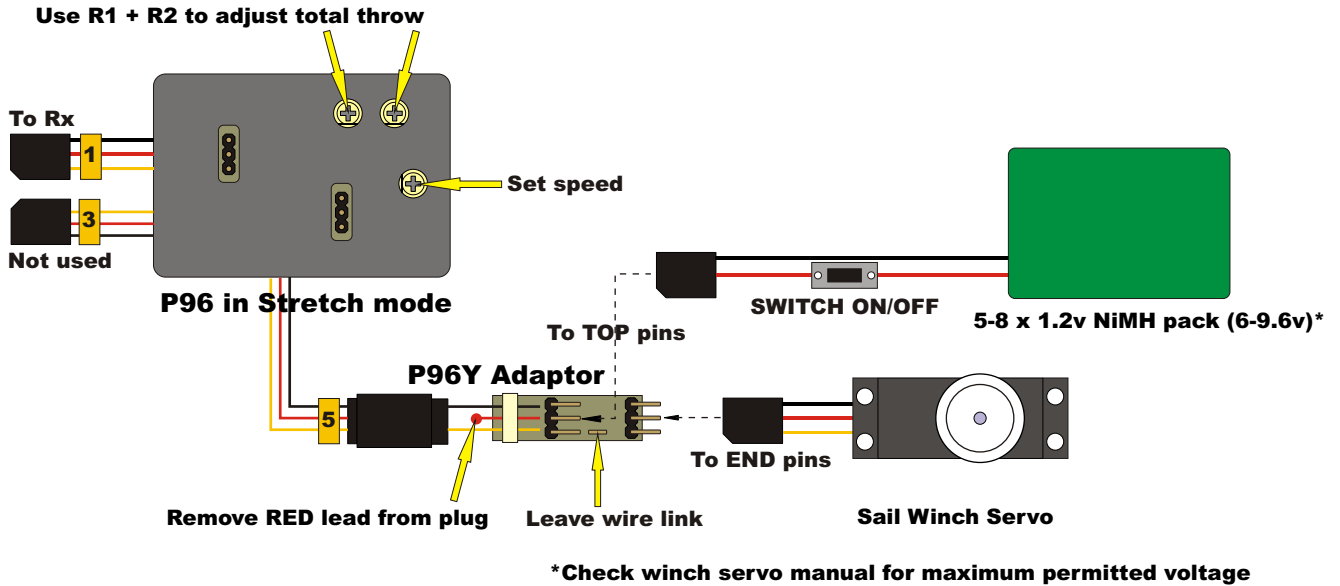 Use R1 + R2 to adjust total throw
To Rx
1
Set speed
3
Not used
P96 in Stretch mode
SWITCH ON/OFF
5-8 x 1.2v NiMH pack (6-9.6v)*
To TOP pins
P96Y Adaptor
5
To END pins
Remove RED lead from plug
Leave wire link
Sail Winch Servo
*Check winch servo manual for maximum permitted voltage